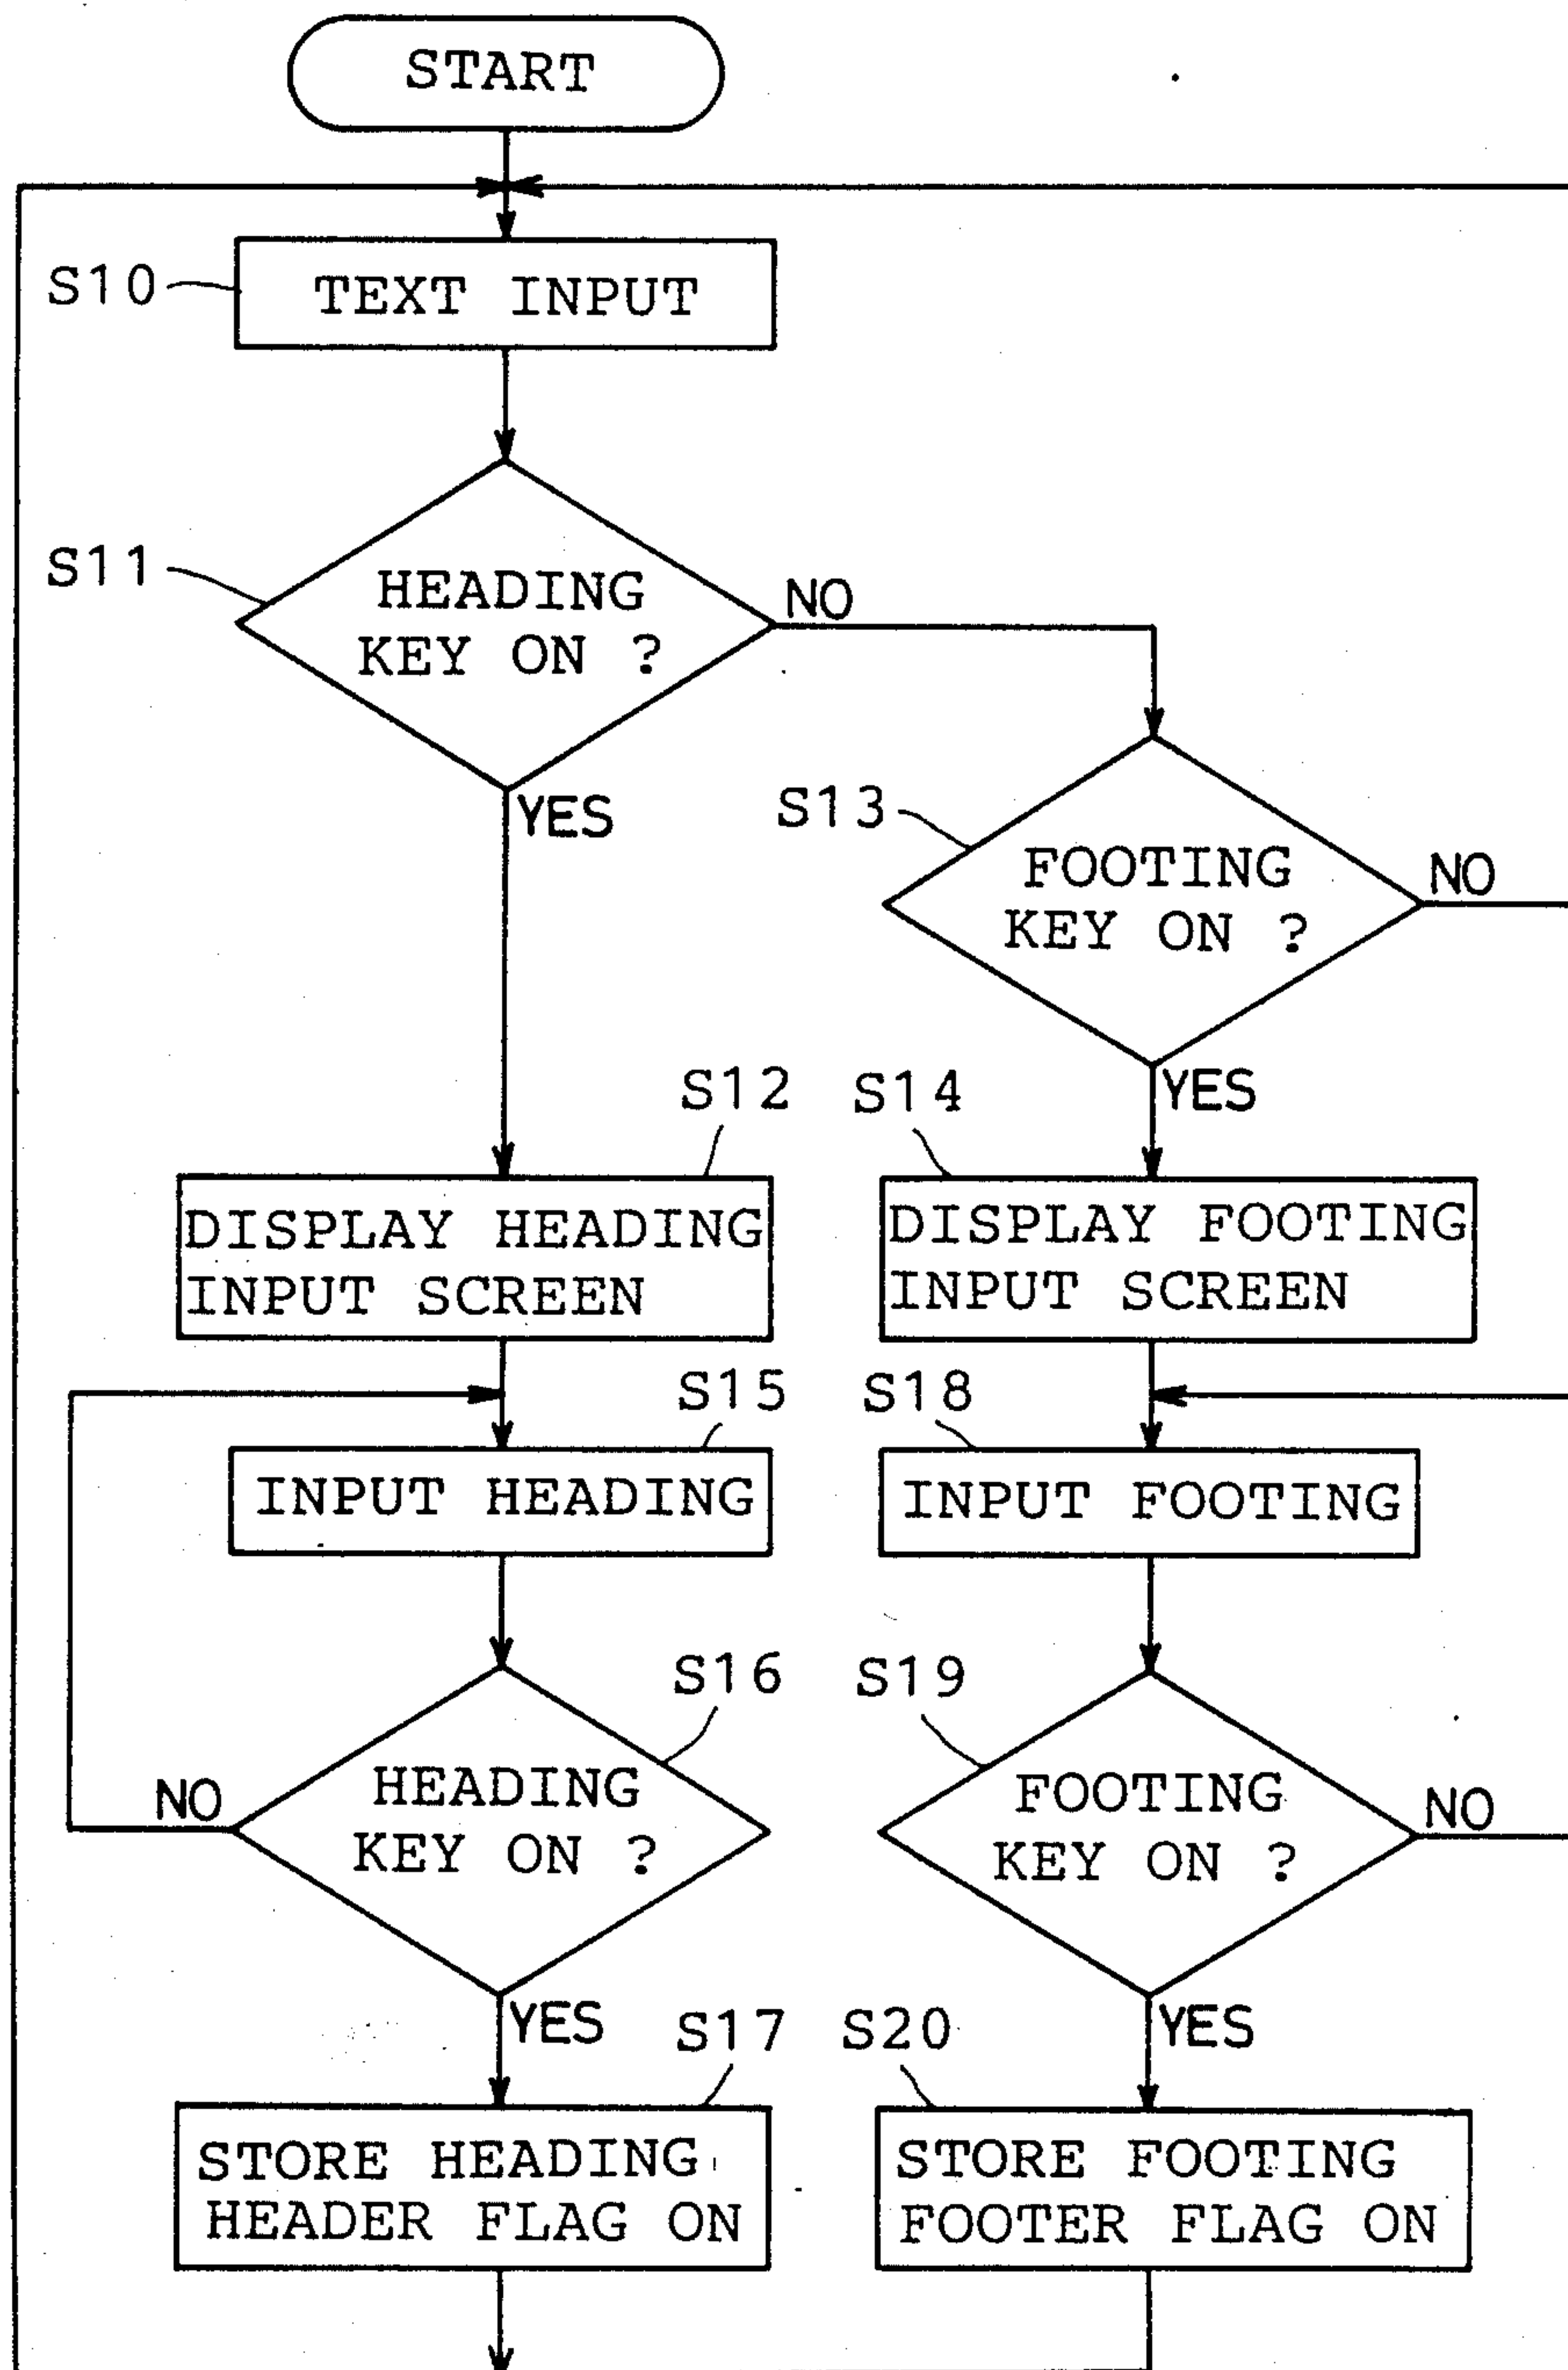 START
S10
TEXT INPUT
S11
HEADING
KEY ON ?
NO
YES
S13
FOOTING
KEY ON ?
NO
YES
S12
DISPLAY HEADING
INPUT SCREEN
S14
DISPLAY FOOTING
INPUT SCREEN
S15
INPUT HEADING
S18
INPUT FOOTING
S16
HEADING
KEY ON ?
NO
YES
S19
FOOTING
KEY ON ?
NO
YES
S17
STORE HEADING
HEADER FLAG ON
S20
STORE FOOTING
FOOTER FLAG ON